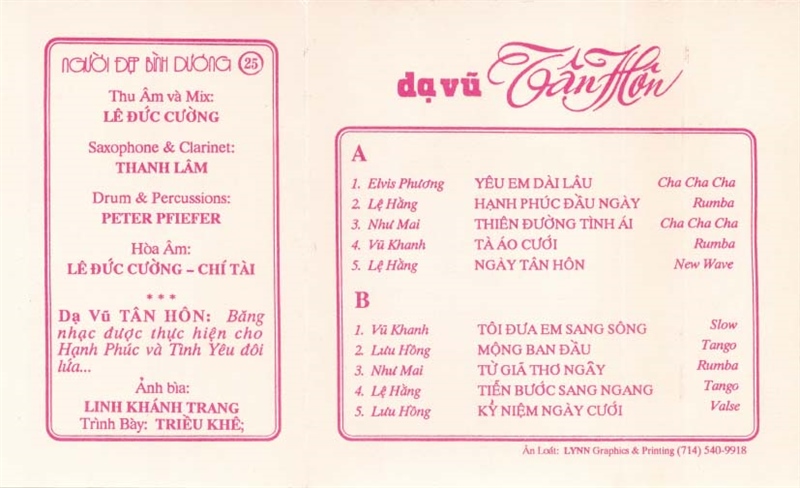 NGƯỜI ĐẸP BÌNH DƯƠNG 25
Thu Âm và Mix:
LÊ ĐỨC CƯỜNG
Saxophone & Clarinet:
THANH LÂM
Drum & Percussions:
PETER PFIEFER
Hòa Âm:
LÊ ĐỨC CƯỜNG – CHÍ TÀI
***
Dạ Vũ TÂN HÔN: Băng
nhạc được thực hiện cho
Hạnh Phúc và Tình Yêu đôi
lứa...
Ảnh bìa:
LINH KHÁNH TRANG
Trình Bày: TRIỀU KHÊ;
dạ vũ Tân Hôn
A
1. Elvis Phương YÊU EM DÀI LÂU Cha Cha Cha
2. Lệ Hằng HẠNH PHÚC ĐẦU NGÀY Rumba
3. Như Mai THIÊN ĐƯỜNG TÌNH ÁI Cha Cha Cha
4. Vũ Khanh TÀ ÁO CƯỚI Rumba
5. Lệ Hằng NGÀY TÂN HÔN New Wave
B
1. Vũ Khanh TÔI ĐƯA EM SANG SÔNG Slow
2. Lưu Hồng MỘNG BAN ĐẦU Tango
3. Như Mai TỪ GIÃ THƠ NGÂY Rumba
4. Lệ Hằng TIỄN BƯỚC SANG NGANG Tango
5. Lưu Hồng KỶ NIỆM NGÀY CƯỚI Valse
Ấn Loát: LYNN Graphics & Printing (714) 540-9918